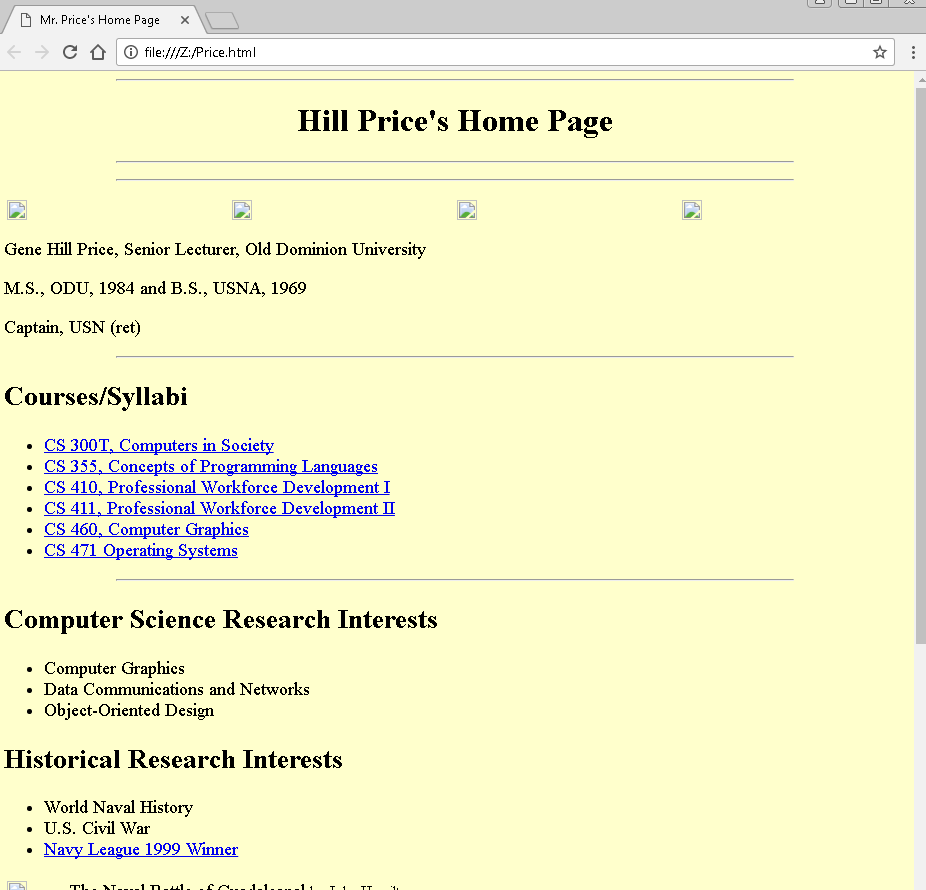 Mr. Price's Home Page
file:///Z:/Price.html
Hill Price's Home Page
Gene Hill Price, Senior Lecturer, Old Dominion University
M.S., ODU, 1984 and B.S., USNA, 1969
Captain, USN (ret)
Courses/Syllabi
CS 300T, Computers in Society
CS 355, Concepts of Programming Languages
CS 410, Professional Workforce Development I
CS 411, Professional Workforce Development II
CS 460, Computer Graphics
CS 471 Operating Systems
Computer Science Research Interests
Computer Graphics
Data Communications and Networks
Object-Oriented Design
Historical Research Interests
World Naval History
U.S. Civil War
Navy League 1999 Winner
The Naval Battle of Guadalcanal by John